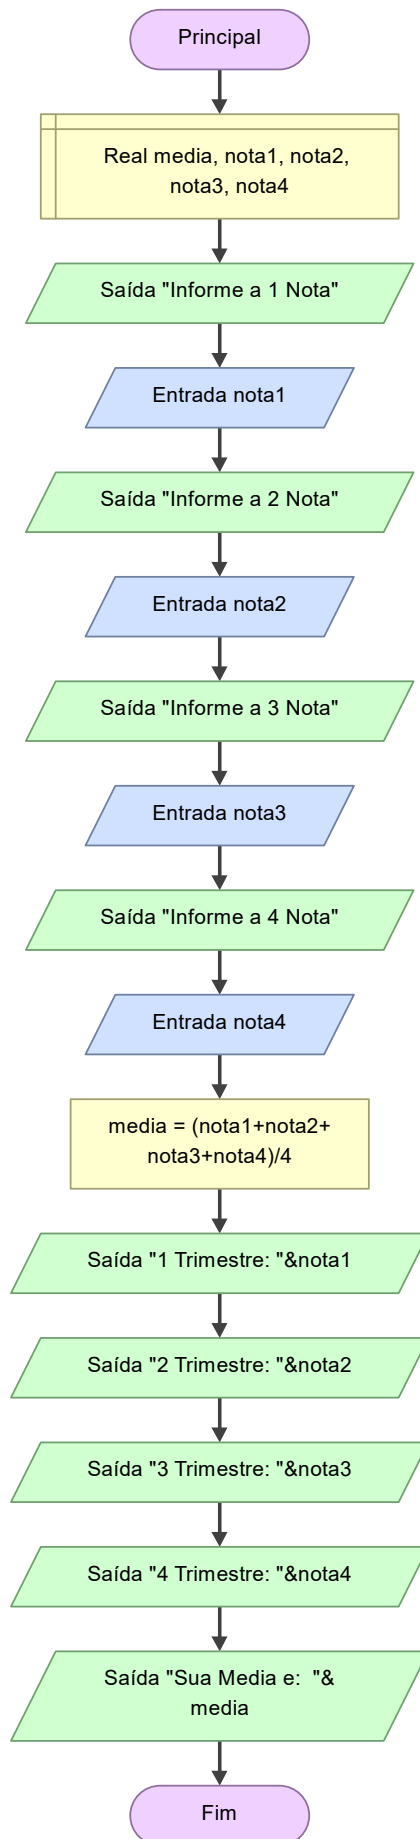 Principal
Real media, nota1, nota2,
nota3, nota4
Saída "Informe a 1 Nota"
Entrada nota1
Saída "Informe a 2 Nota"
Entrada nota2
Saída "Informe a 3 Nota"
Entrada nota3
Saída "Informe a 4 Nota"
Entrada nota4
media = (nota1+nota2+
nota3+nota4)/4
Saída "1 Trimestre: "&nota1
Saída "2 Trimestre: "&nota2
Saída "3 Trimestre: "&nota3
Saída "4 Trimestre: "&nota4
Saída "Sua Media e:  "&
media
Fim